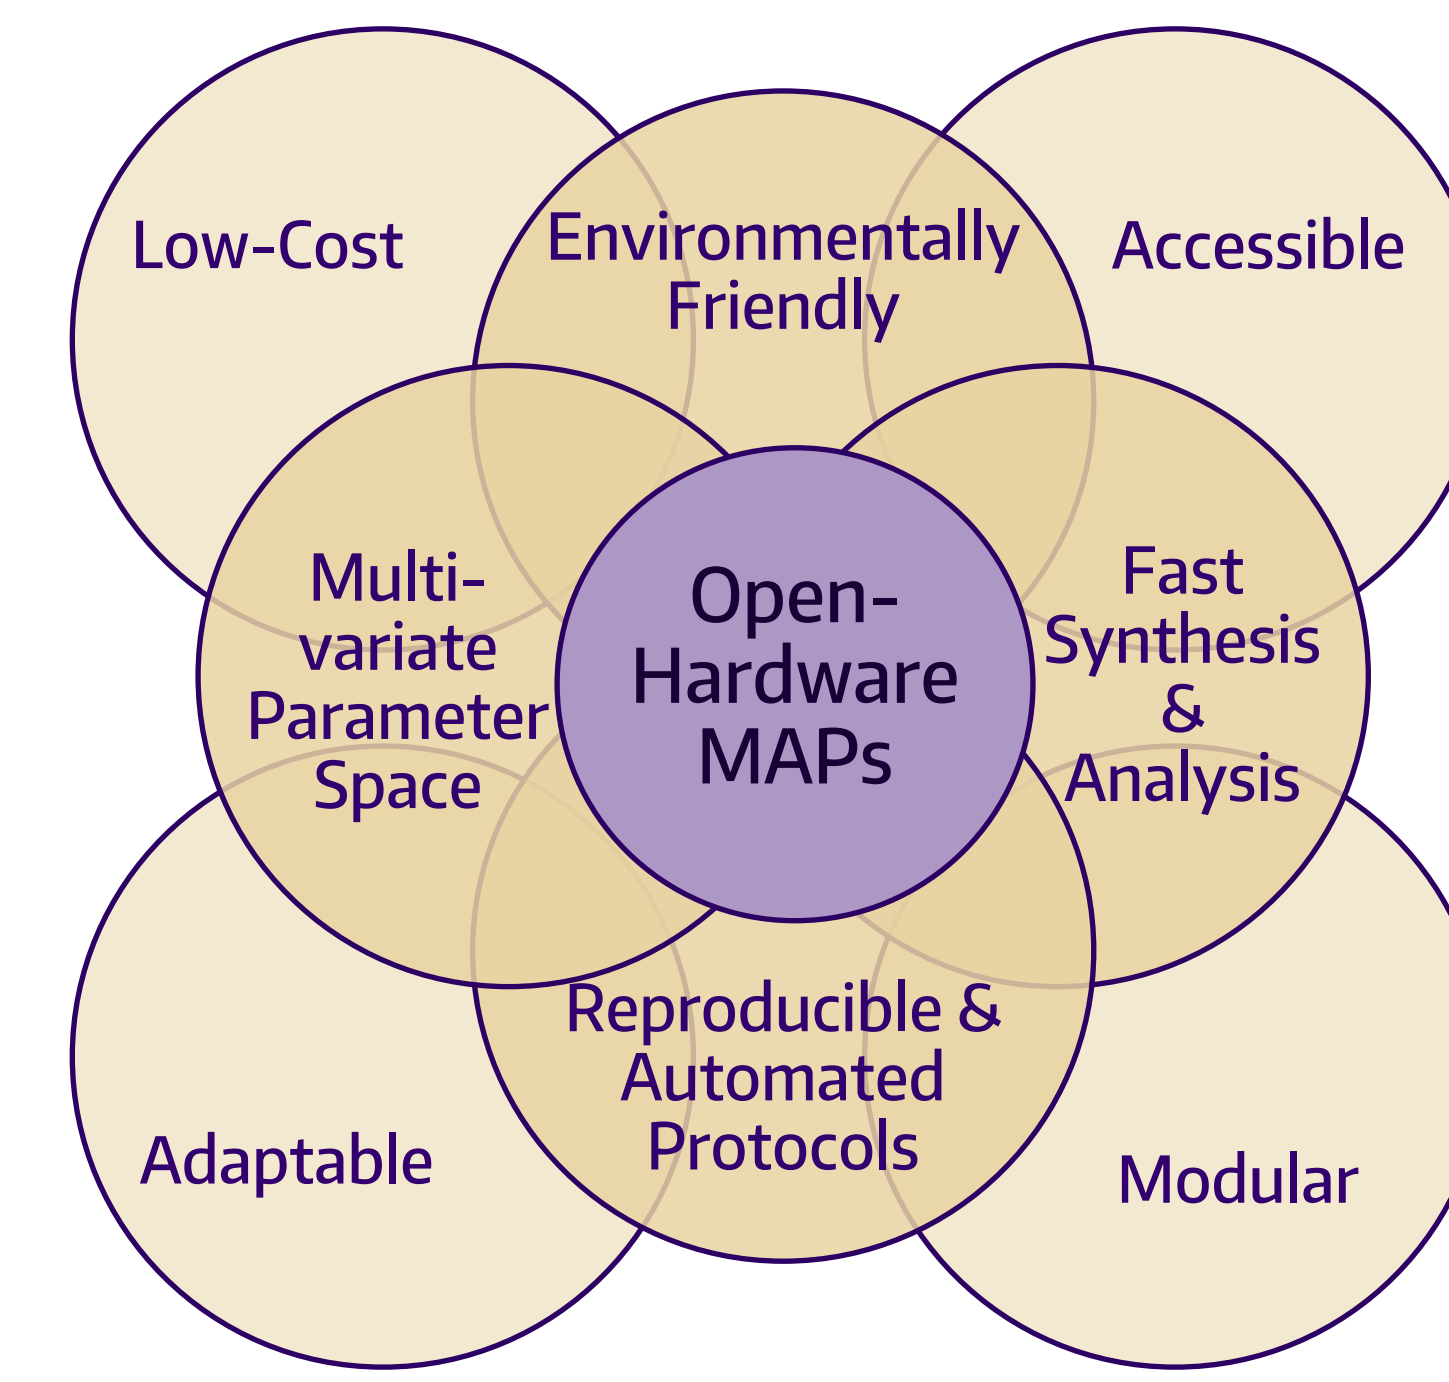 Low-Cost
Environmentally
Friendly
Accessible
Multi-
variate
Parameter
Space
Open-
Hardware
MAPs
Fast
Synthesis
&
Analysis
Reproducible &
Automated
Protocols
Adaptable
Modular